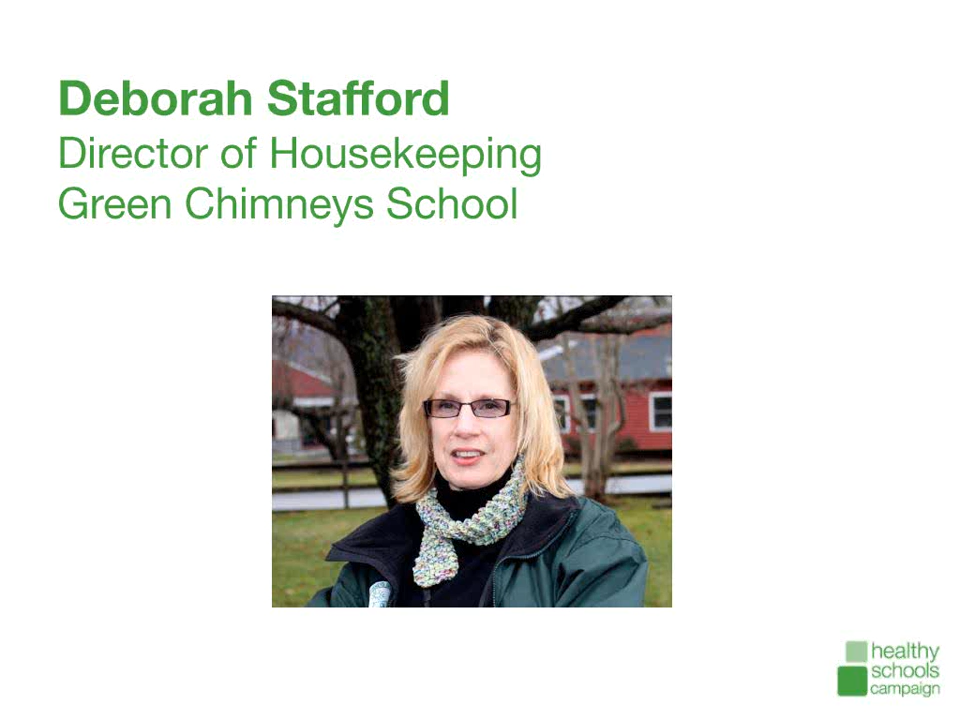 Deborah Stafford
Director of Housekeeping
Green Chimneys School
healthy
schools
campaign